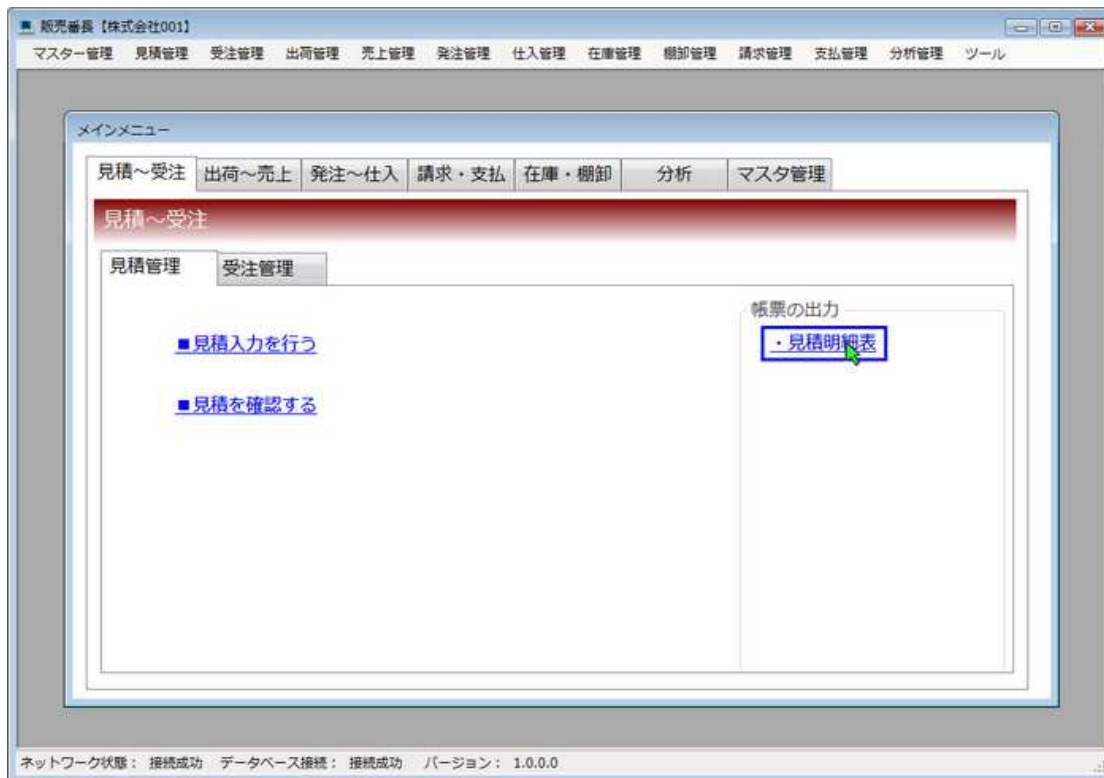 販売番長【株式会社001】
マスター管理 見積管理 受注管理 出荷管理 売上管理 発注管理 仕入管理 在庫管理 棚卸管理 請求管理 支払管理 分析管理 ツール
メインメニュー
見積～受注 出荷～売上 発注～仕入 請求・支払 在庫・棚卸 分析 マスタ管理
見積～受注
見積管理 受注管理
帳票の出力
■見積入力を行う ・見積明細表
■見積を確認する
ネットワーク状態： 接続成功 データベース接続： 接続成功 バージョン： 1.0.0.0